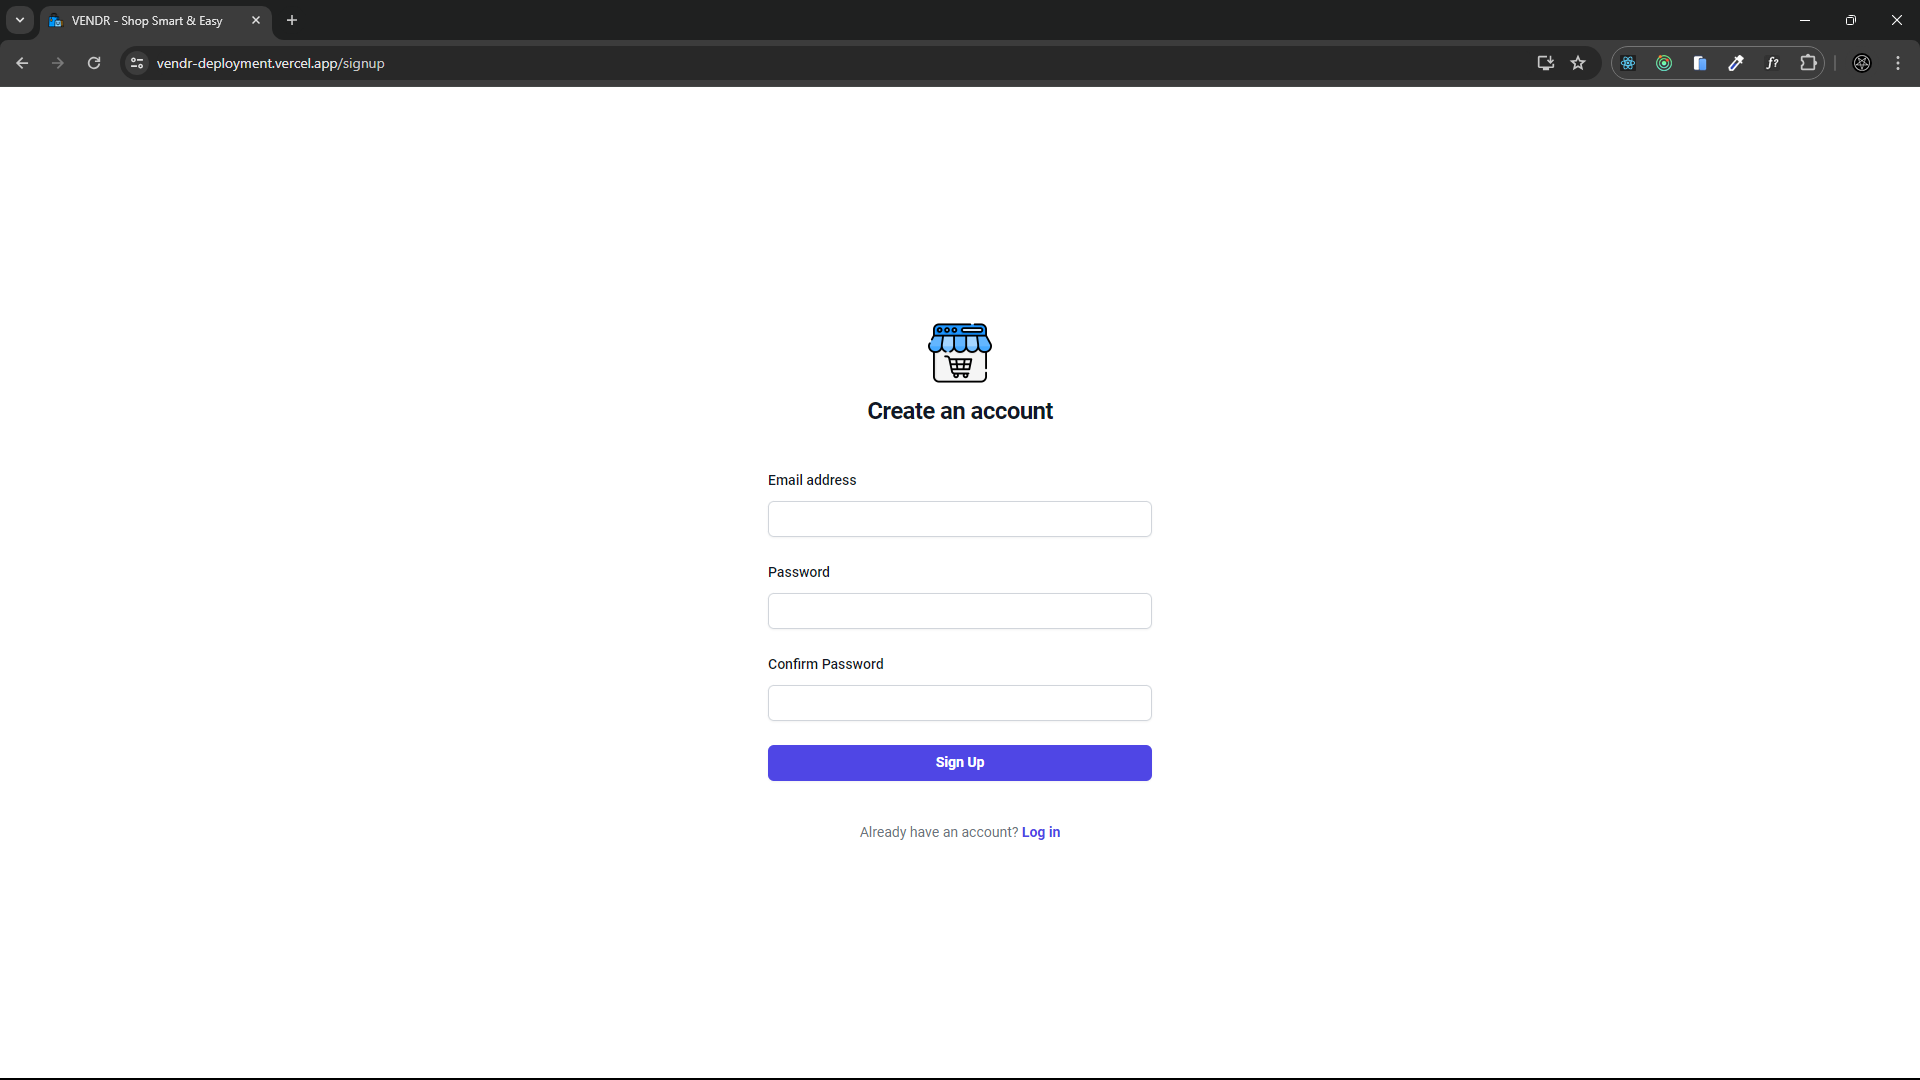 VENDR - Shop Smart & Easy
vendr-deployment.vercel.app/signup
f?
Create an account
Email address
Password
Confirm Password
Sign Up
Already have an account? Log in